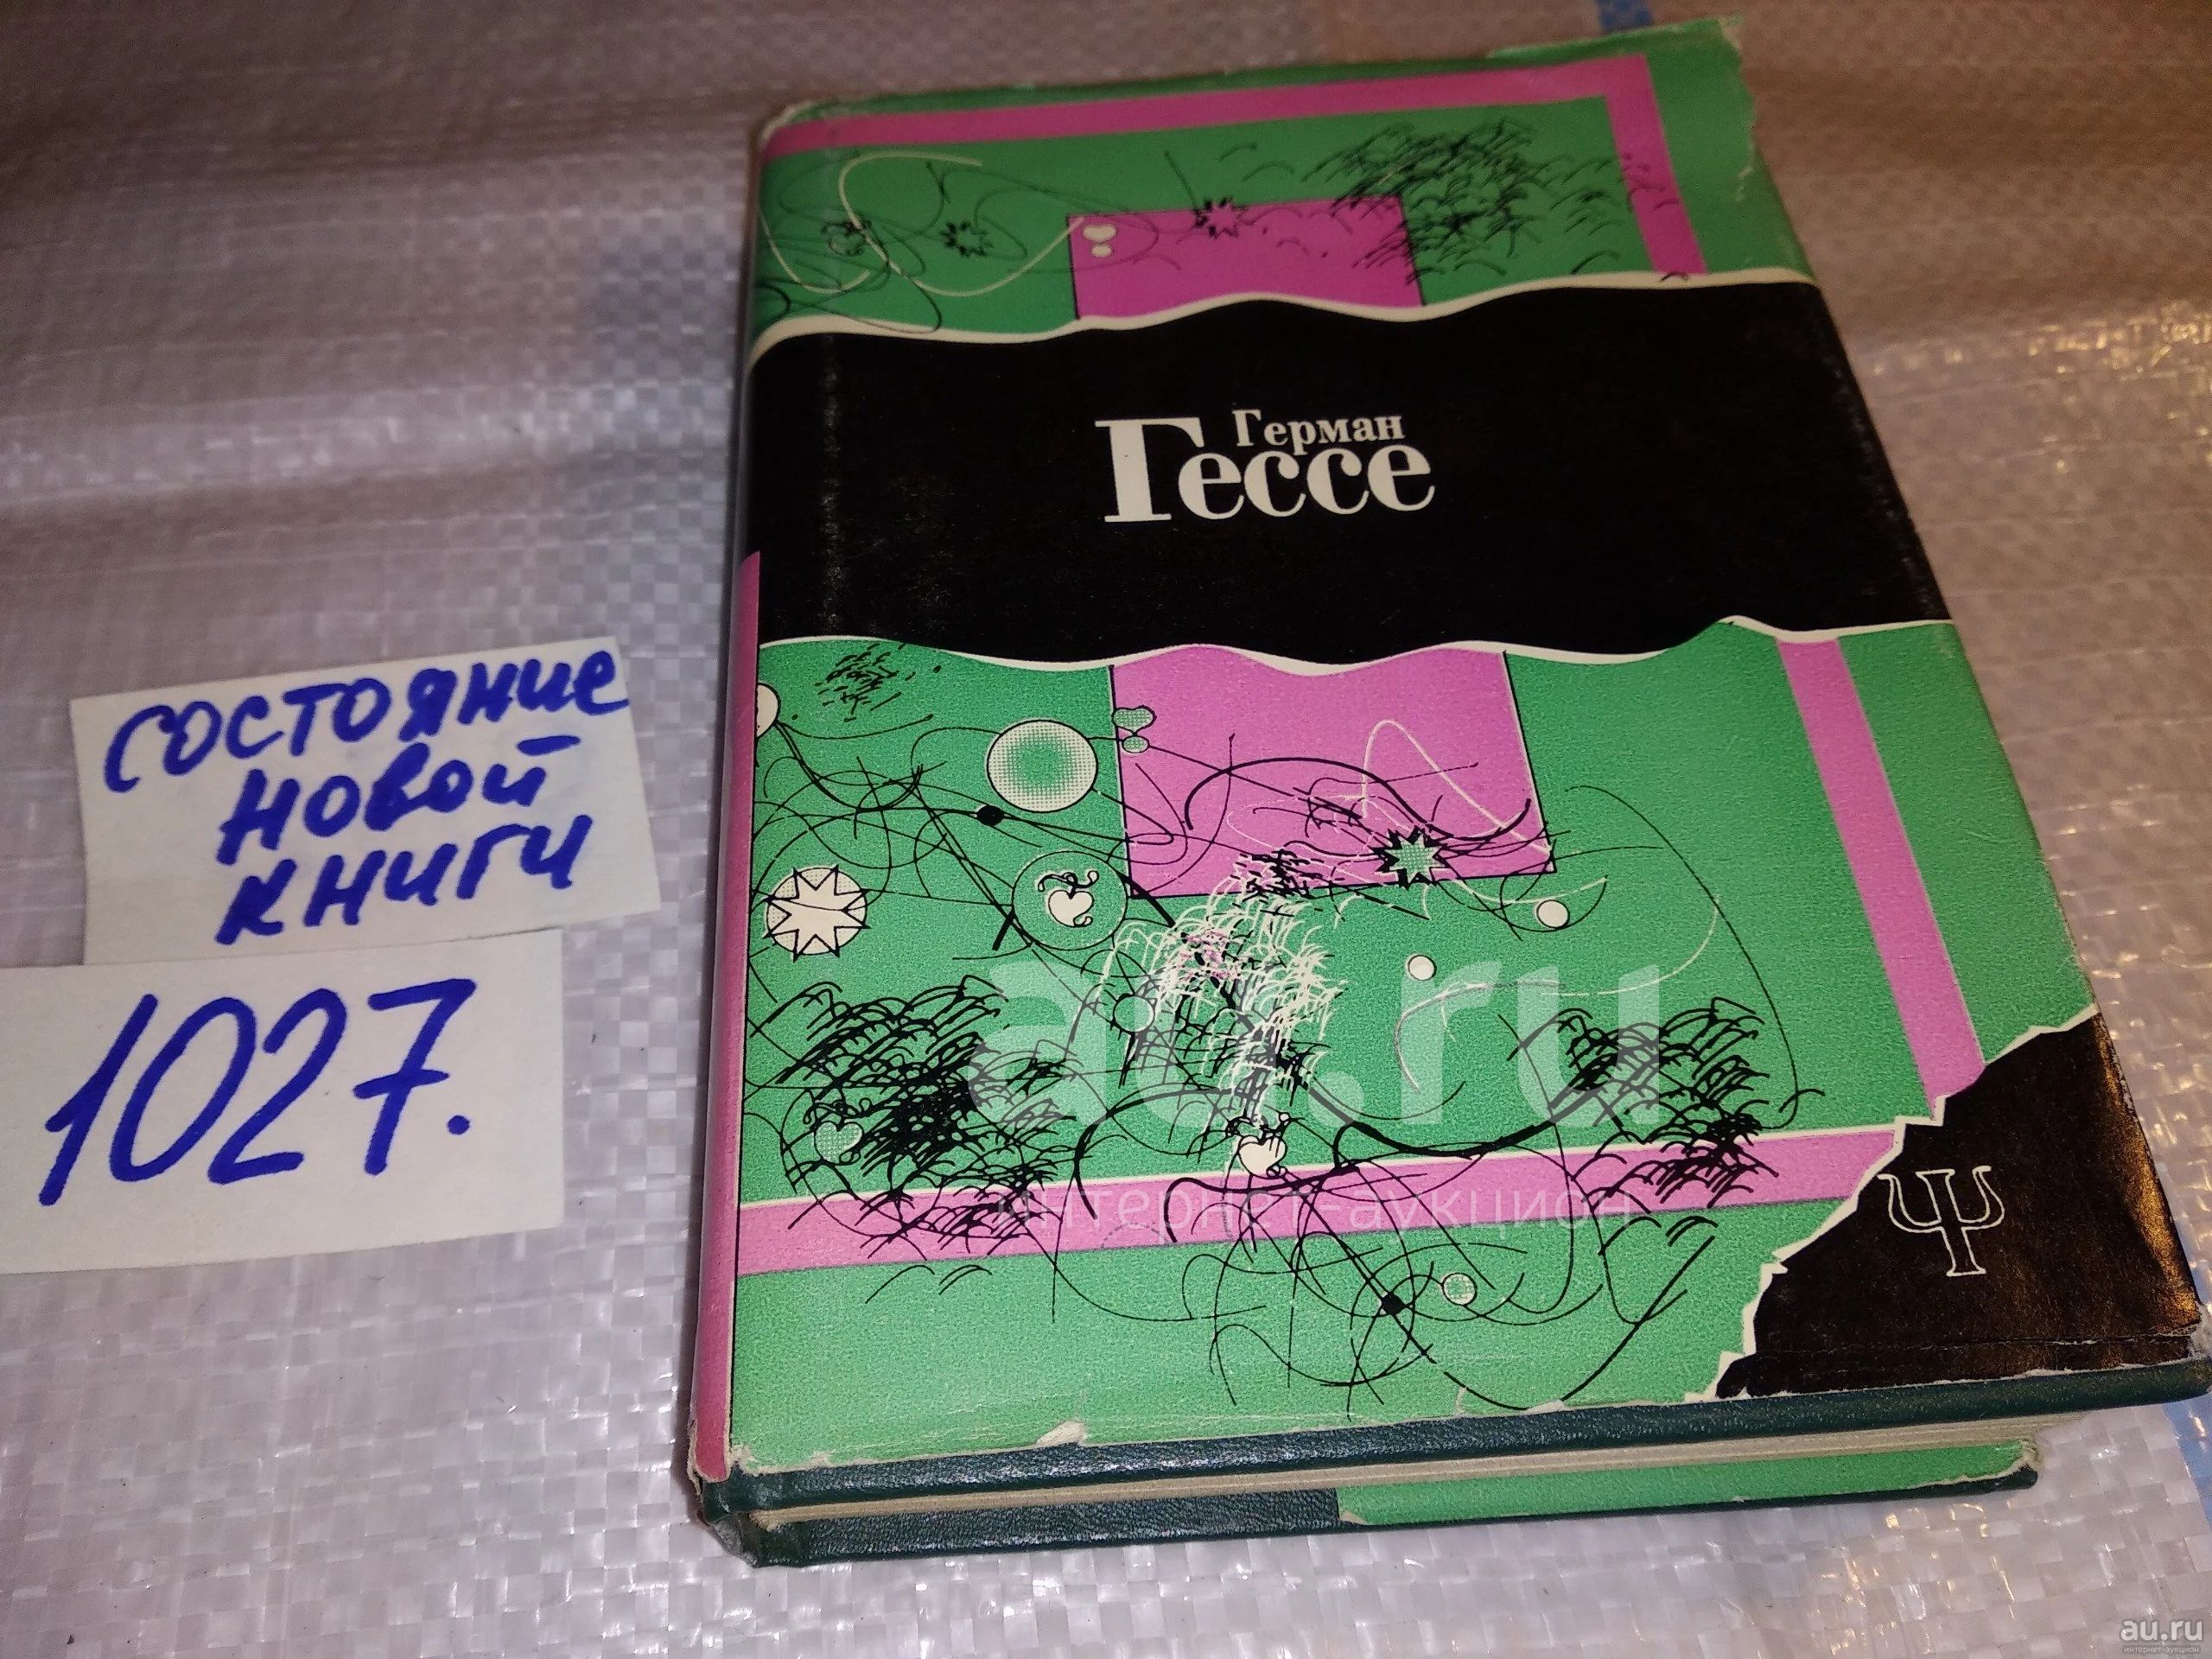 Герман
Гессе
состояние
новой
книги
1027.
au.ru
интернет-аукцион
Ψ
au.ru
интернет-аукцион